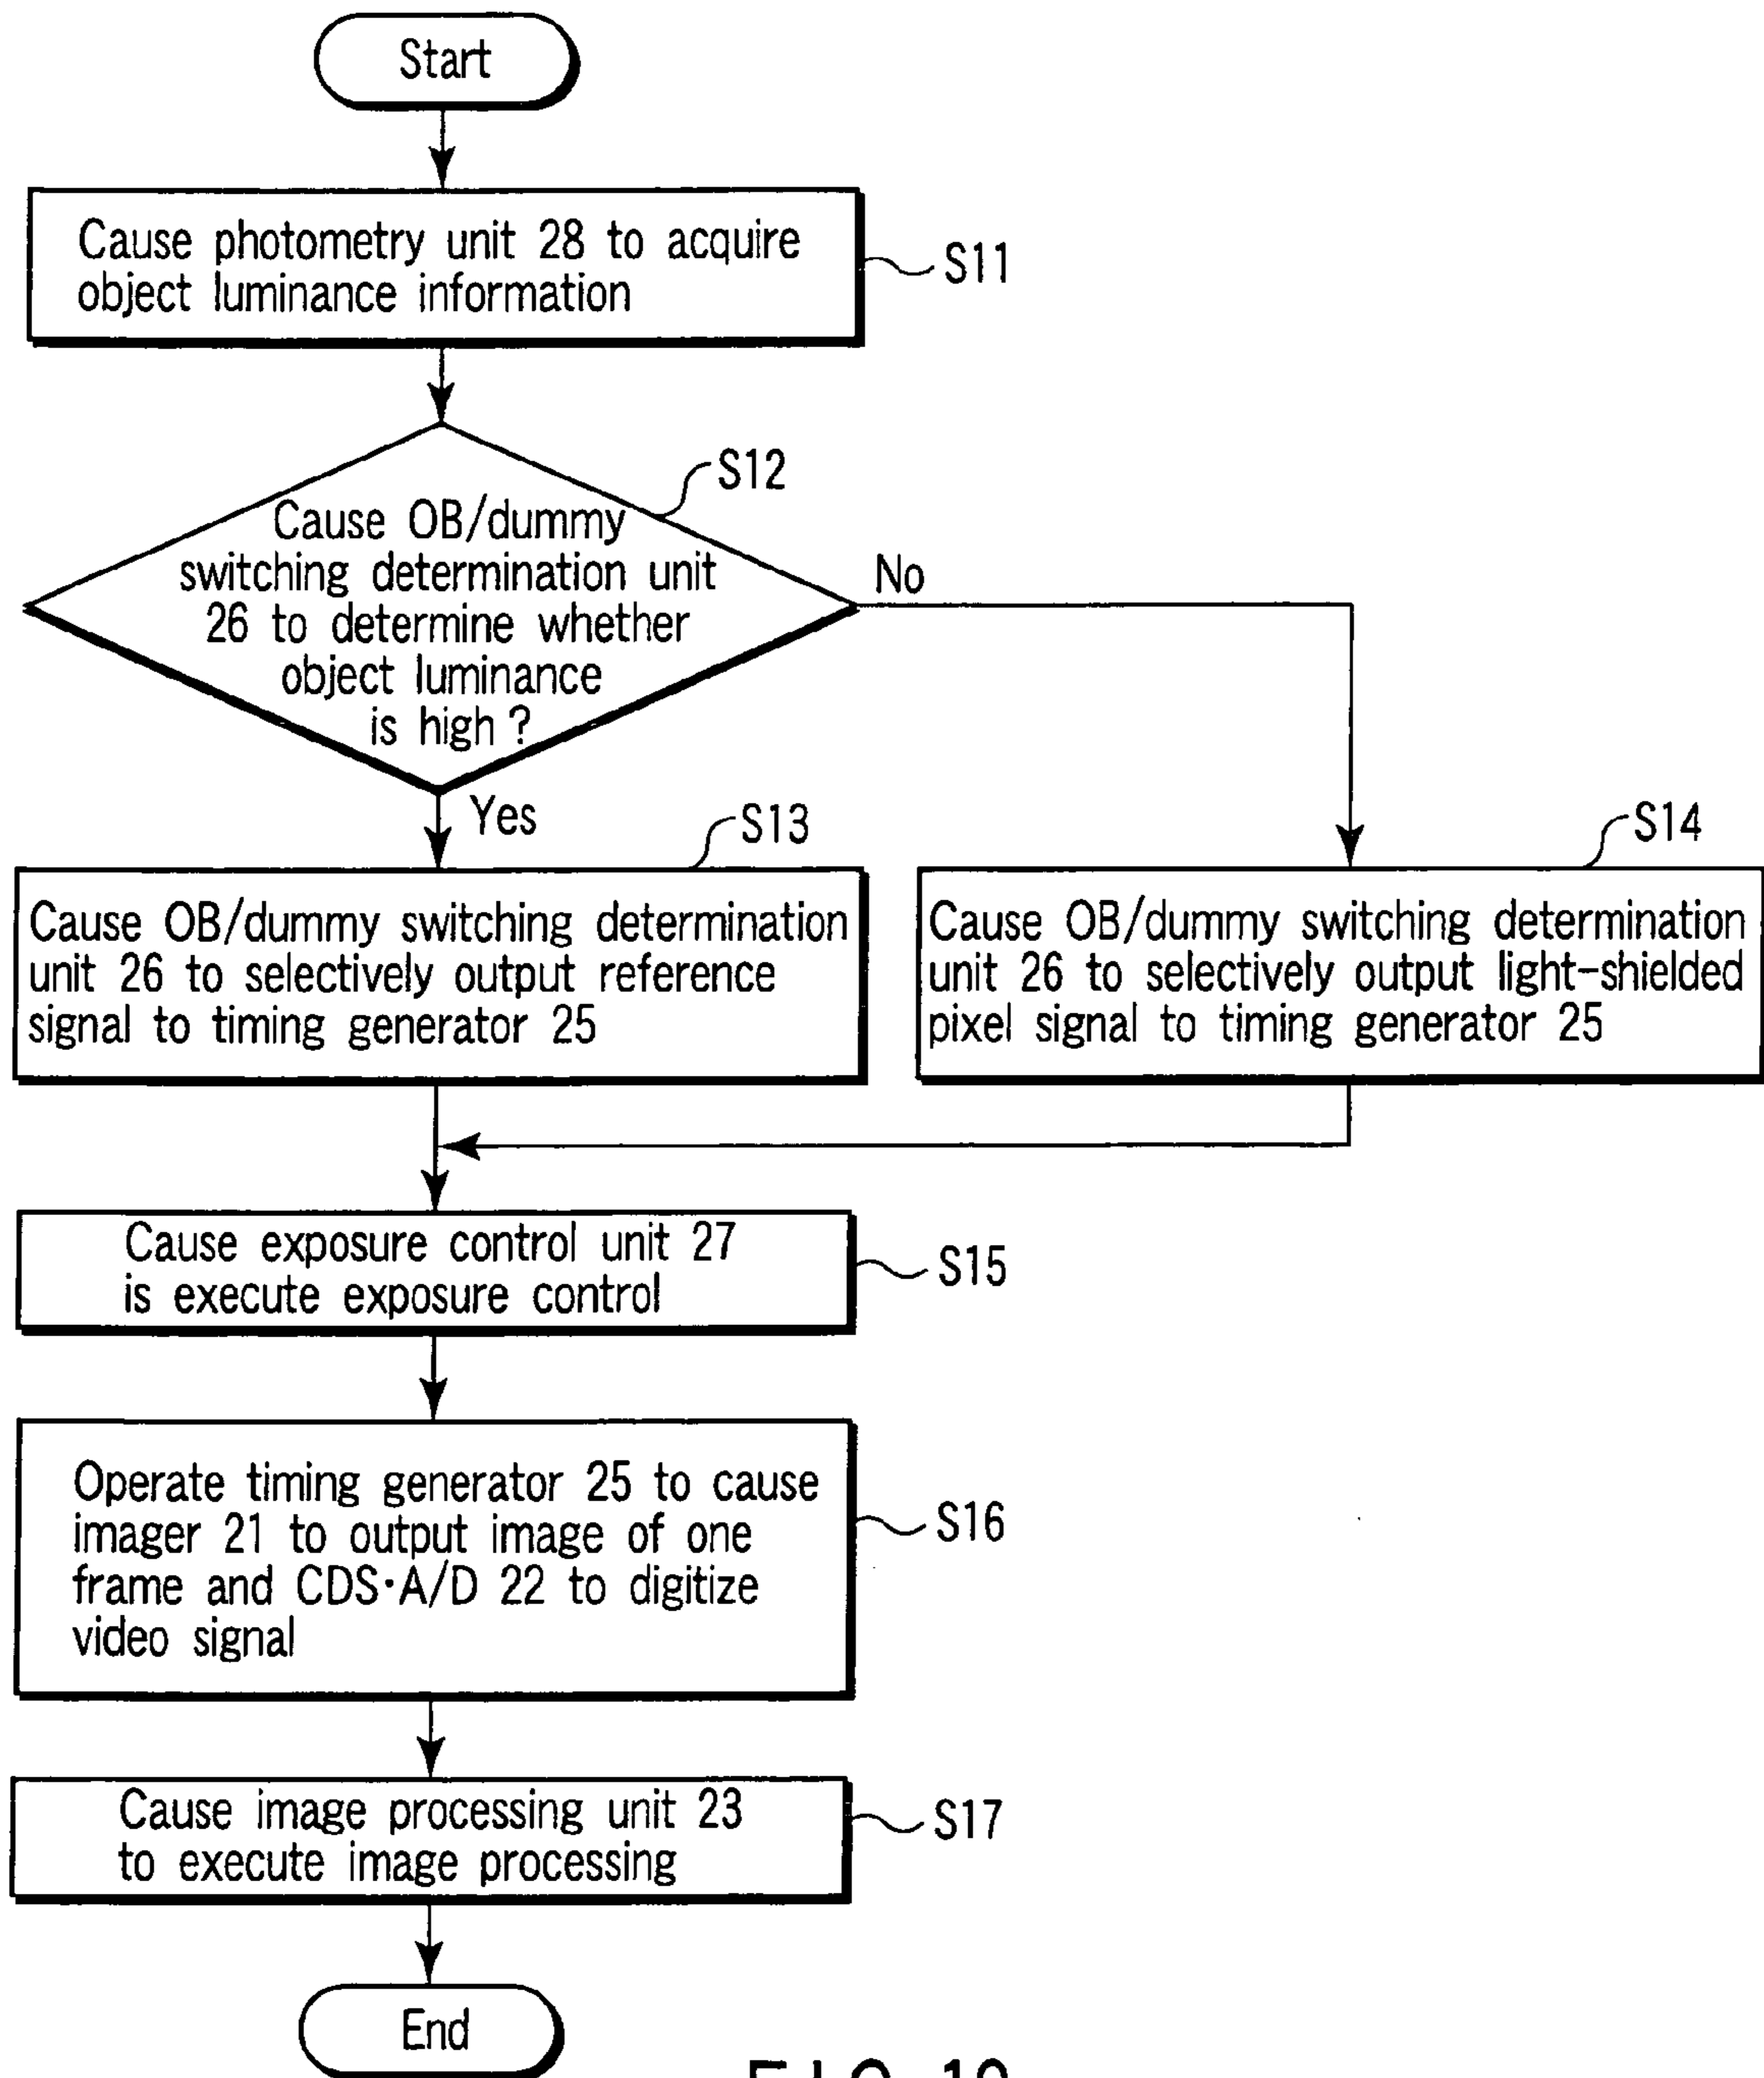 Start
Cause photometry unit 28 to acquire
object luminance information
S11
S12
Cause OB/dummy
switching determination unit
26 to determine whether
object luminance
is high ?
No
Yes
S13
S14
Cause OB/dummy switching determination
unit 26 to selectively output reference
signal to timing generator 25
Cause OB/dummy switching determination
unit 26 to selectively output light-shielded
pixel signal to timing generator 25
Cause exposure control unit 27
is execute exposure control
S15
Operate timing generator 25 to cause
imager 21 to output image of one
frame and CDS·A/D 22 to digitize
video signal
S16
Cause image processing unit 23
to execute image processing
S17
End